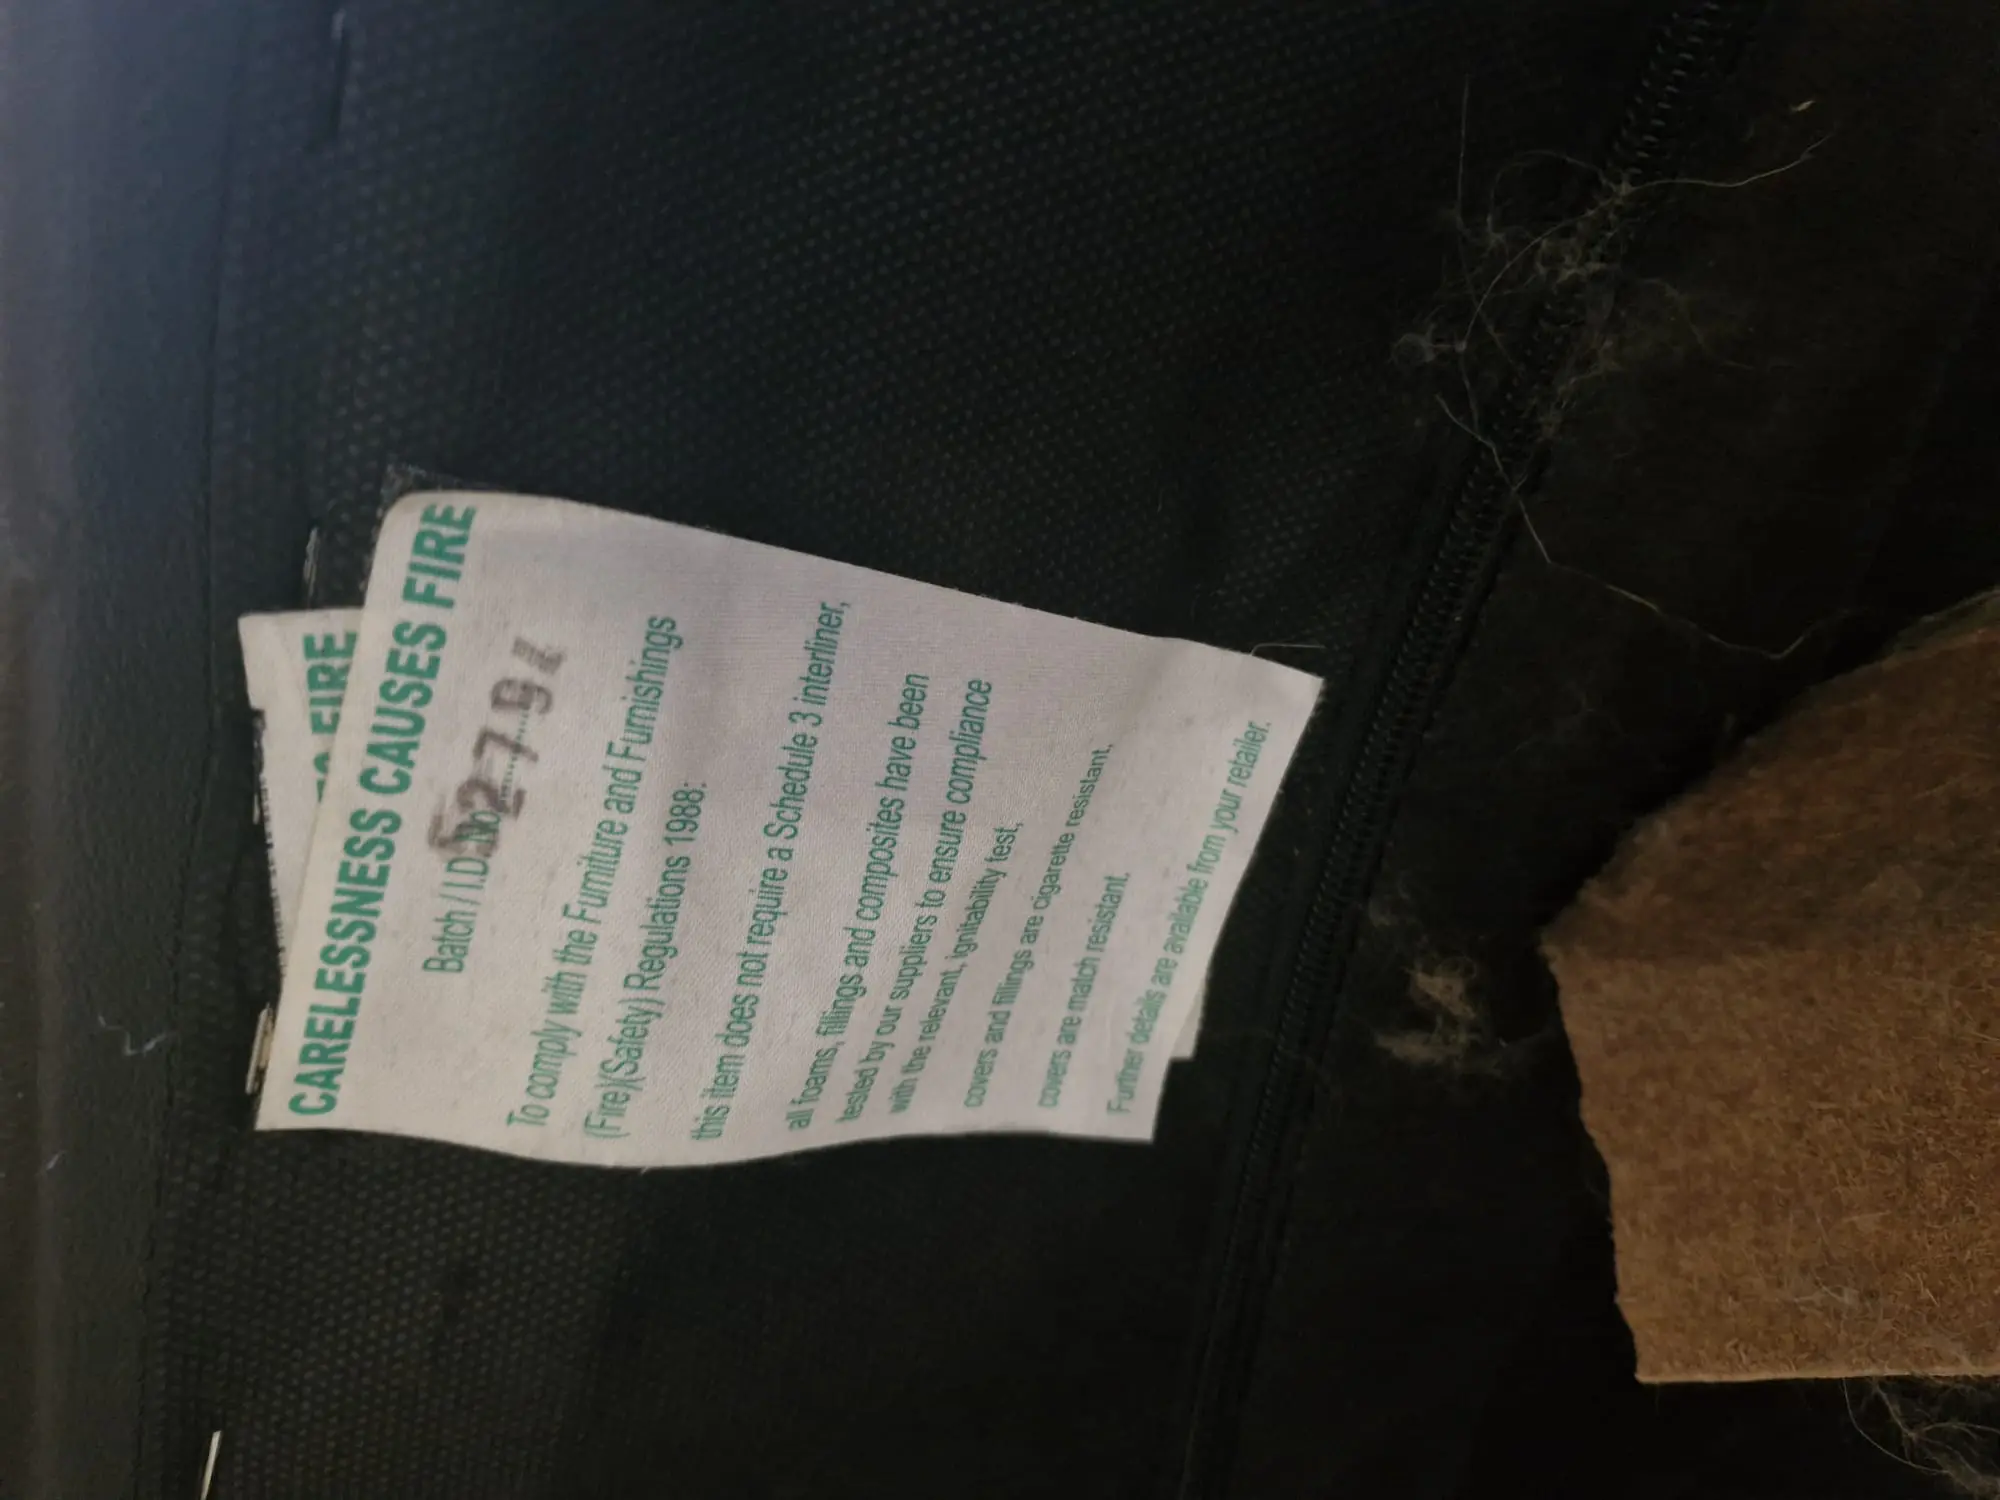 CARELESSNESS CAUSES FIRE
Batch / I.D. No
To comply with the Furniture and Furnishings
(Fire)(Safety) Regulations 1988:
this item does not require a Schedule 3 interliner,
all foams, fillings and composites have been
tested by our suppliers to ensure compliance
with the relevant, ignitability test,
covers and fillings are cigarette resistant,
covers are match resistant.
Further details are available from your retailer.
FIRE